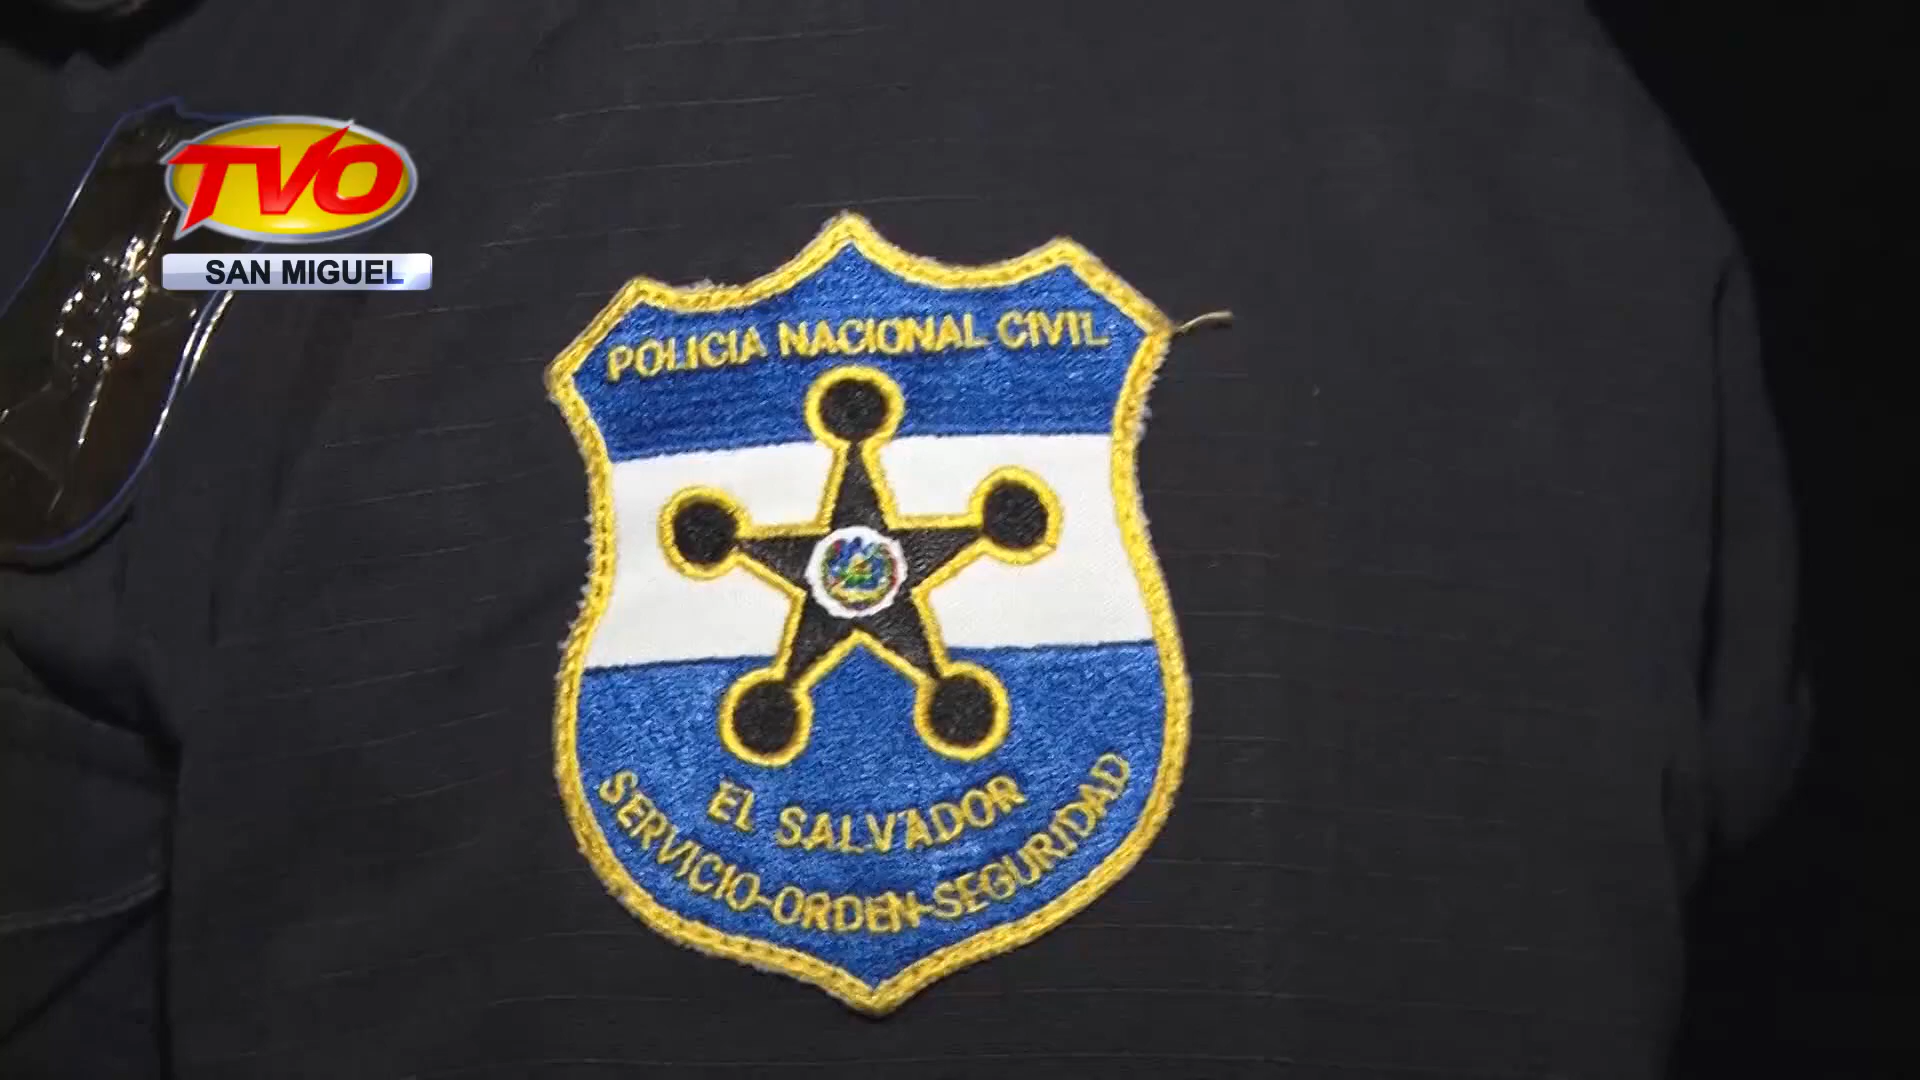 TVO
SAN MIGUEL
POLICIA NACIONAL CIVIL
EL SALVADOR
SERVICIO-ORDEN-SEGURIDAD